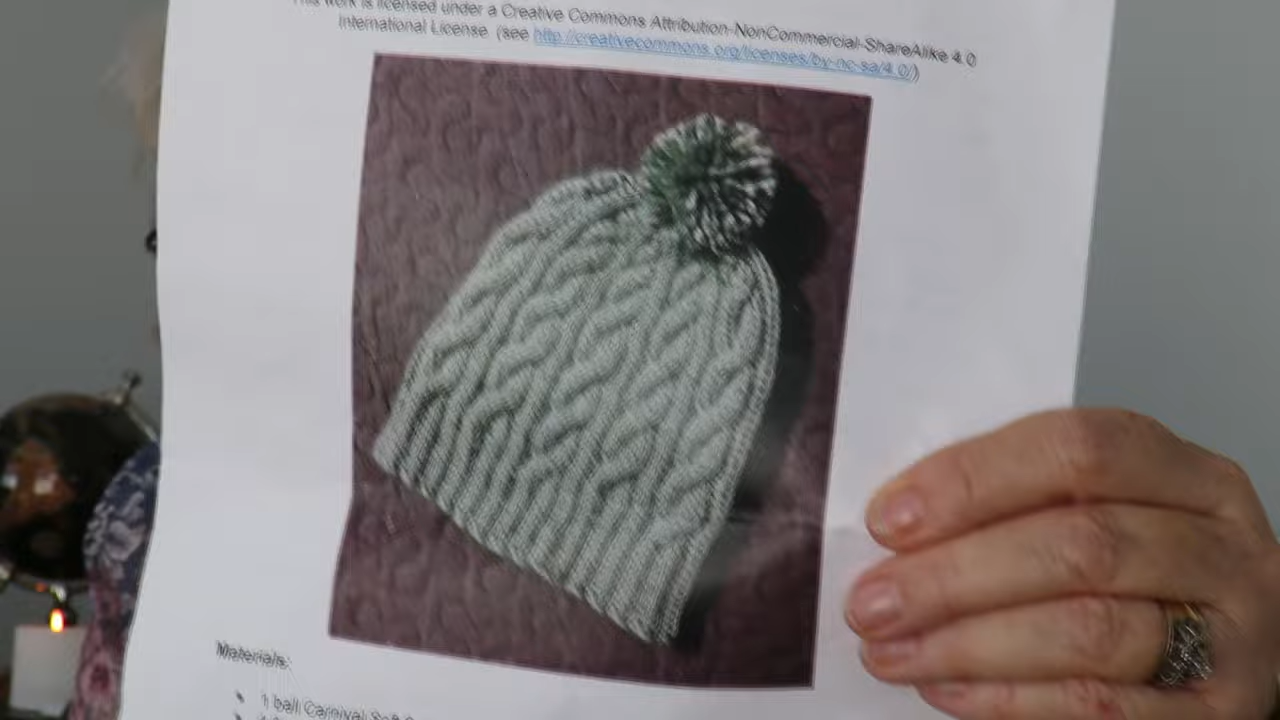 This work is licensed under a Creative Commons Attribution-NonCommercial-ShareAlike 4.0
International License. (see http://creativecommons.org/licenses/by-nc-sa/4.0/)
Materials:
1 ball Carnival Soft